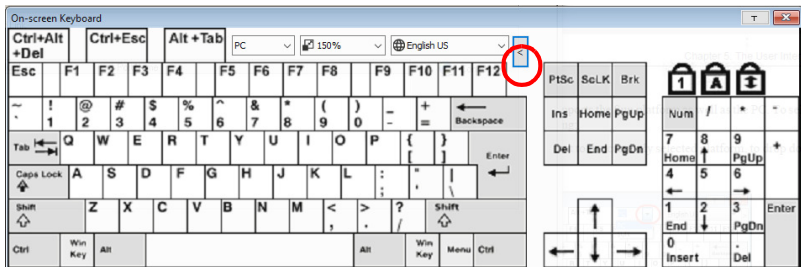 On-screen Keyboard
Ctrl+Alt +Del Ctrl+Esc Alt+Tab PC 150% English US <
Esc F1 F2 F3 F4 F5 F6 F7 F8 F9 F10 F11 F12 PtSc ScLK Brk 1 A
~ ` ! 1 @ 2 # 3 $ 4 % 5 ^ 6 & 7 * 8 ( 9 ) 0 _ - + = Backspace Ins Home PgUp Num / * -
Tab Q W E R T Y U I O P { [ } ] Enter Del End PgDn 7 Home 8 9 PgUp +
Caps Lock A S D F G H J K L : ; " ' | \ 4 5 6
Shift Z X C V B N M < , > . ? / Shift 1 End 2 3 PgDn Enter
Ctrl Win Key Alt Alt Win Key Menu Ctrl 0 Insert . Del